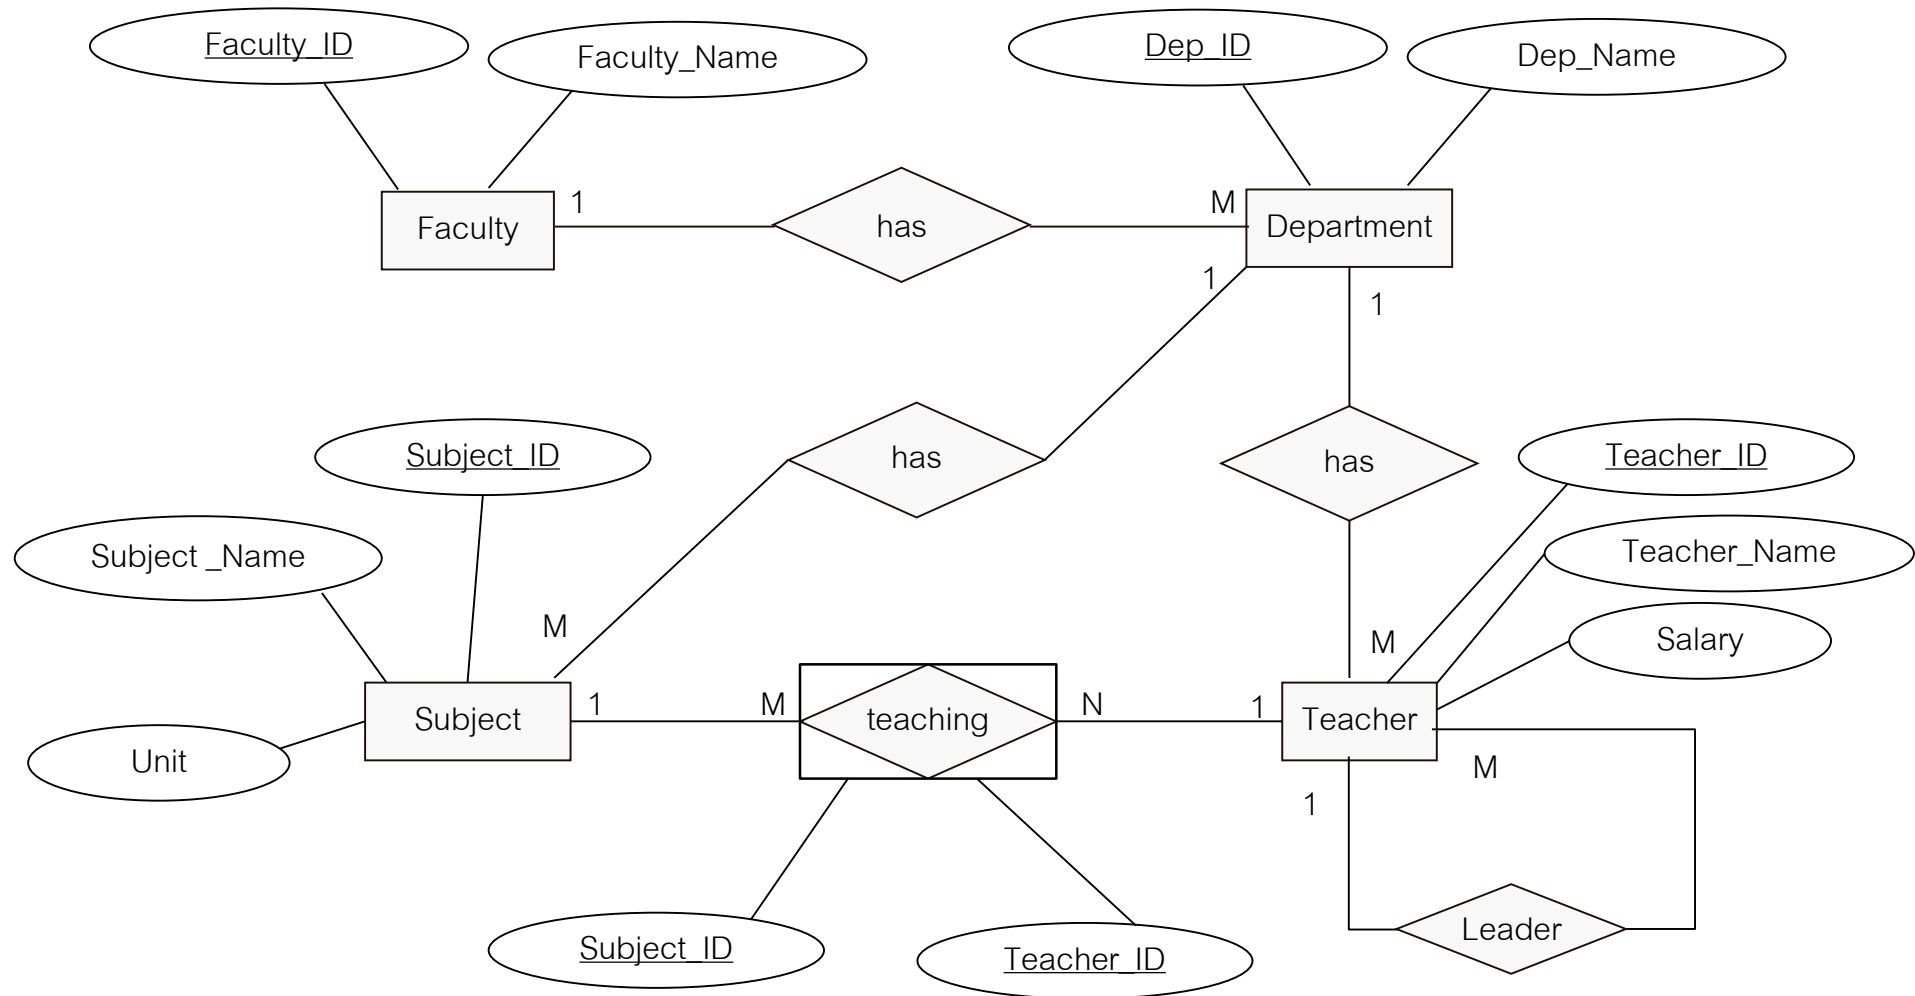 Faculty_ID
Faculty_Name
Dep_ID
Dep_Name
Faculty
1
has
M
Department
1
1
Subject_ID
has
has
Teacher_ID
Subject _Name
Teacher_Name
M
M
Salary
Subject
1
M
teaching
N
1
Teacher
Unit
M
1
Leader
Subject_ID
Teacher_ID